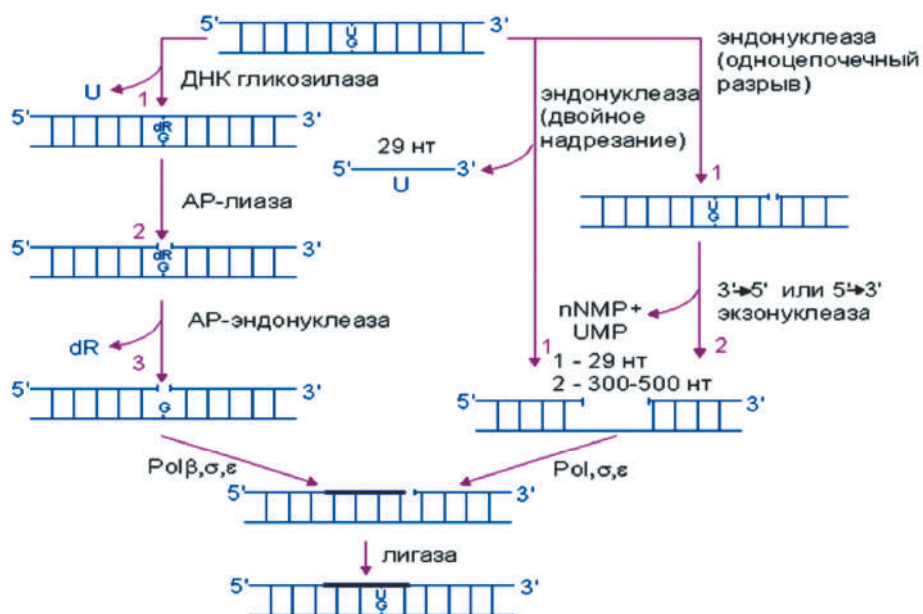 5' 3'
U
G
эндонуклеаза
(одноцепочечный
разрыв)
ДНК гликозилаза
U
1
5' 3'
dR
G
эндонуклеаза
(двойное
надрезание)
29 нт
5' 3'
U
1
U
G
АР-лиаза
2
5' 3'
dR
G
3'→5' или 5'→3'
экзонуклеаза
nNMP+
UMP
2
АР-эндонуклеаза
dR
3
1
1 - 29 нт
2 - 300-500 нт
5' 3'
G
5' 3'
Polβ,σ,ε
Pol,σ,ε
5' 3'
лигаза
5' 3'
U
G